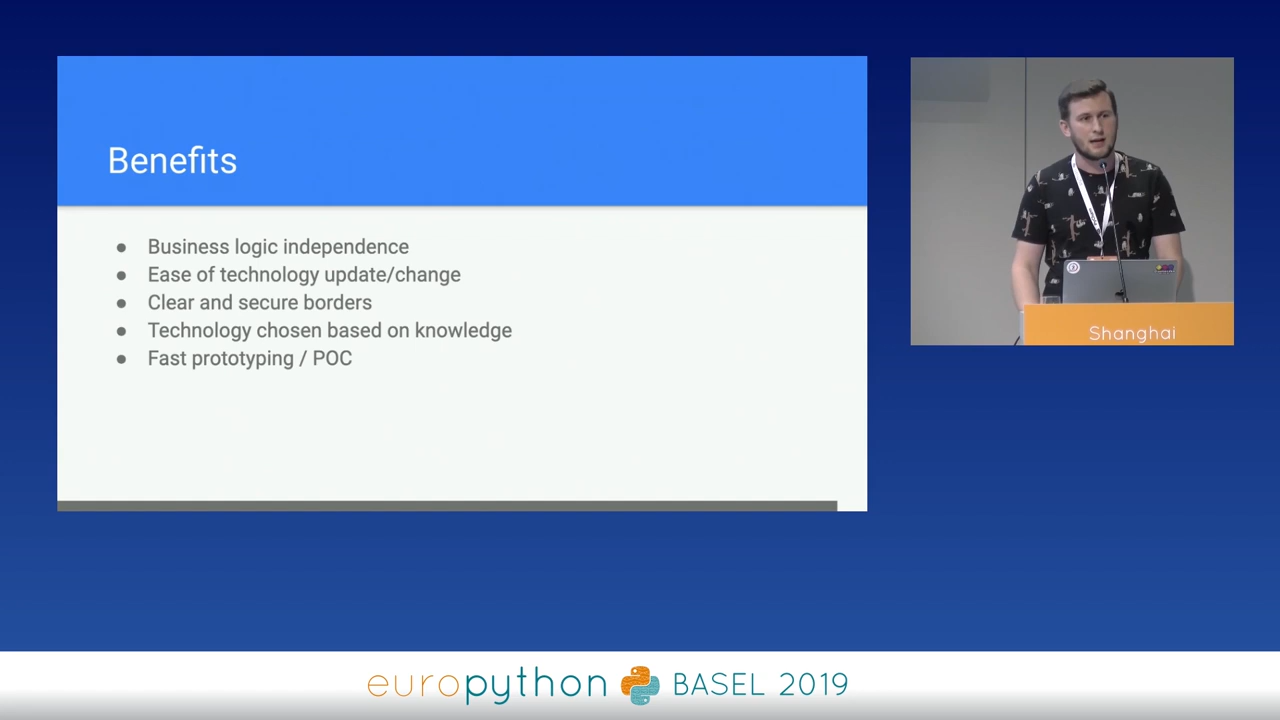 Benefits
● Business logic independence
● Ease of technology update/change
● Clear and secure borders
● Technology chosen based on knowledge
● Fast prototyping / POC
Shanghai
europython BASEL 2019